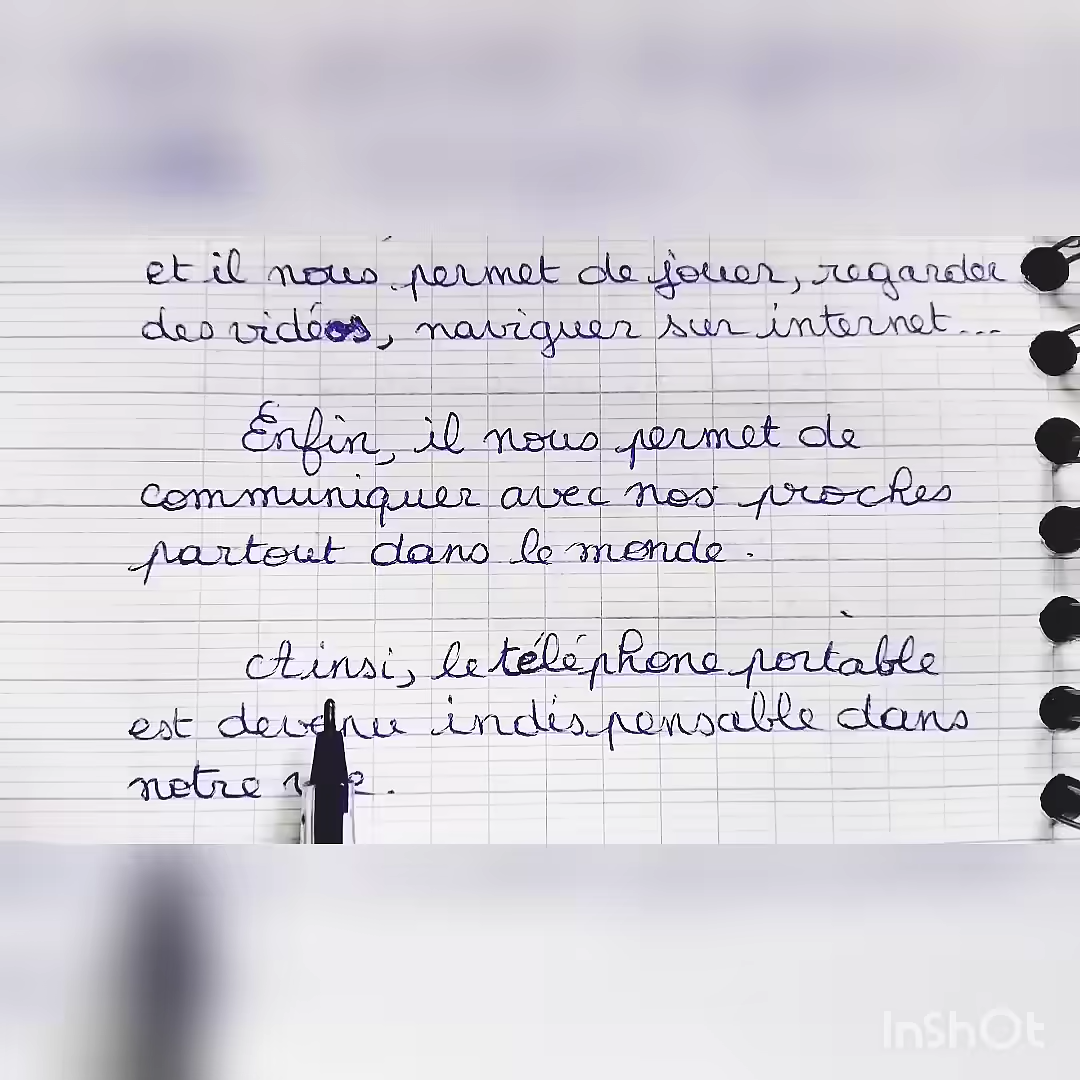 et il nous permet de jouer, regarder
des vidéos, naviguer sur internet...
Enfin, il nous permet de
communiquer avec nos proches
partout dans le monde.
Ainsi, le téléphone portable
est devenu indispensable dans
notre
InShOt